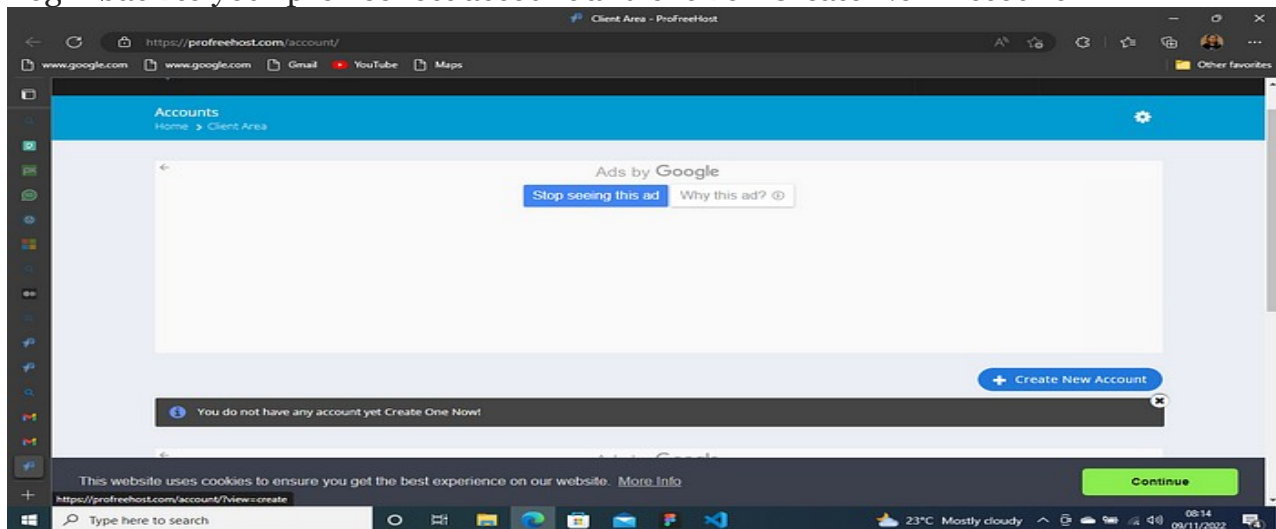 Client Area - ProFreeHost
https://profreehost.com/account/
www.google.com www.google.com Gmail YouTube Maps Other favorites
Accounts
Home > Client Area
Ads by Google
Stop seeing this ad Why this ad?
+ Create New Account
You do not have any account yet Create One Now!
This website uses cookies to ensure you get the best experience on our website. More Info
Continue
https://profreehost.com/account/?view=create
Type here to search
23°C Mostly cloudy
08:14
09/11/2022